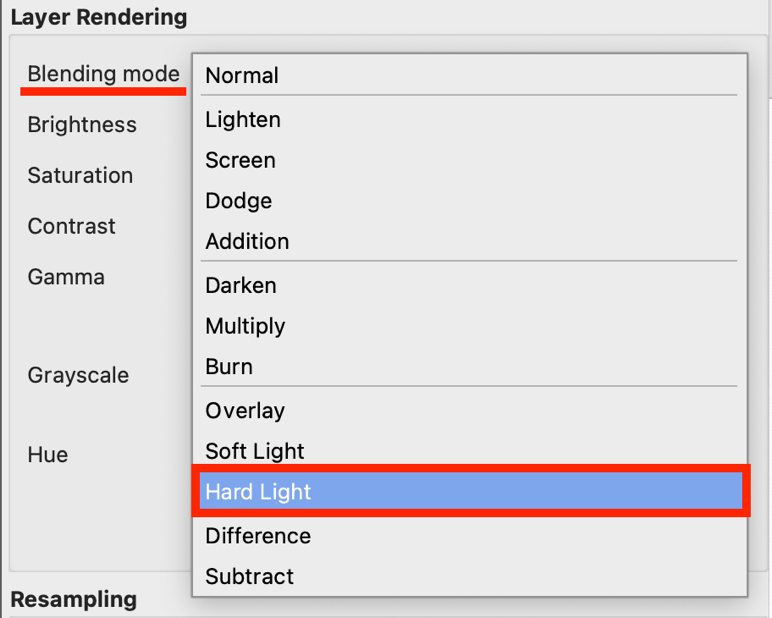 Layer Rendering
Blending mode
Normal
Brightness
Lighten
Screen
Saturation
Dodge
Contrast
Addition
Gamma
Darken
Multiply
Burn
Grayscale
Overlay
Hue
Soft Light
Hard Light
Difference
Subtract
Resampling